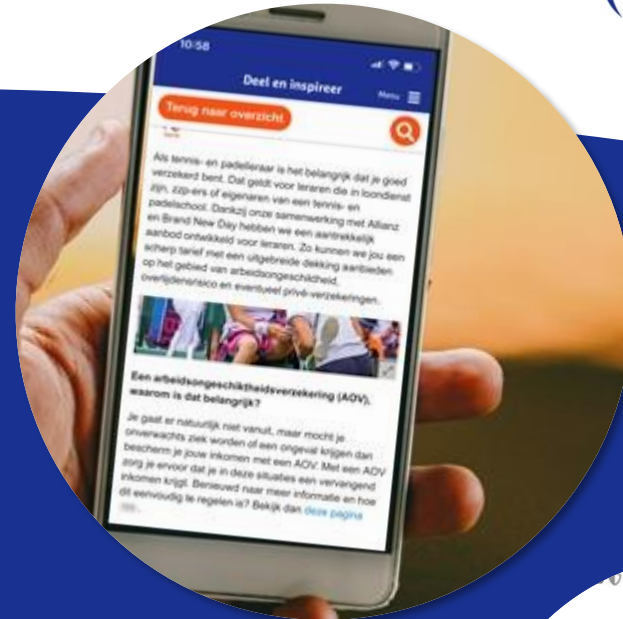 10:58
Deel en inspireer
Menu
Terug naar overzicht
Als tennis- en padelleraar is het belangrijk dat je goed
verzekerd bent. Dat geldt voor leraren die in loondienst
zijn, zzp-ers of eigenaren van een tennis- en
padelschool. Dankzij onze samenwerking met Allianz
en Brand New Day hebben we een aantrekkelijk
aanbod ontwikkeld voor leraren. Zo kunnen we jou een
scherp tarief met een uitgebreide dekking aanbieden
op het gebied van arbeidsongeschiktheid,
overlijdensrisico en eventueel privé-verzekeringen.
Een arbeidsongeschiktheidsverzekering (AOV),
waarom is dat belangrijk?
Je gaat er natuurlijk niet vanuit, maar mocht je
onverwachts ziek worden of een ongeval krijgen dan
bescherm je jouw inkomen met een AOV. Met een AOV
zorg je ervoor dat je in deze situaties een vervangend
inkomen krijgt. Benieuwd naar meer informatie en hoe
dit eenvoudig te regelen is? Bekijk dan deze pagina